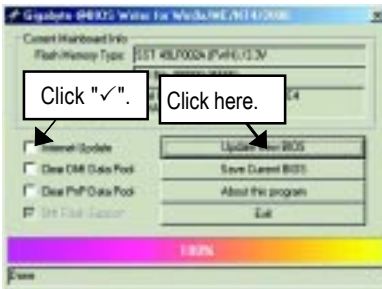 Gigabyte @BIOS Writer for Win9x/ME/NT4/2000
Current Mainboard Info
Flash Memory Type: SST 49LF002A (FWH) /3.3V
Click "✓".
Click here.
Internet Update
Update New BIOS
Clear DMI Data Pool
Save Current BIOS
Clear PnP Data Pool
About this program
Exit
100%
Done